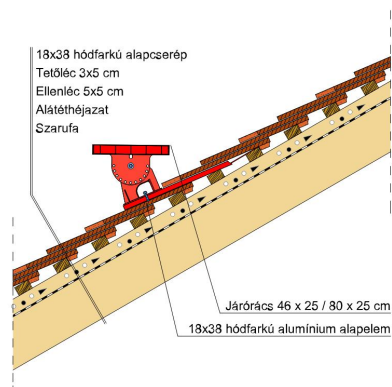 18x38 hódfarkú alapcserép
Tetőléc 3x5 cm
Ellenléc 5x5 cm
Alátéthéjazat
Szarufa
Járórács 46 x 25 / 80 x 25 cm
18x38 hódfarkú alumínium alapelem